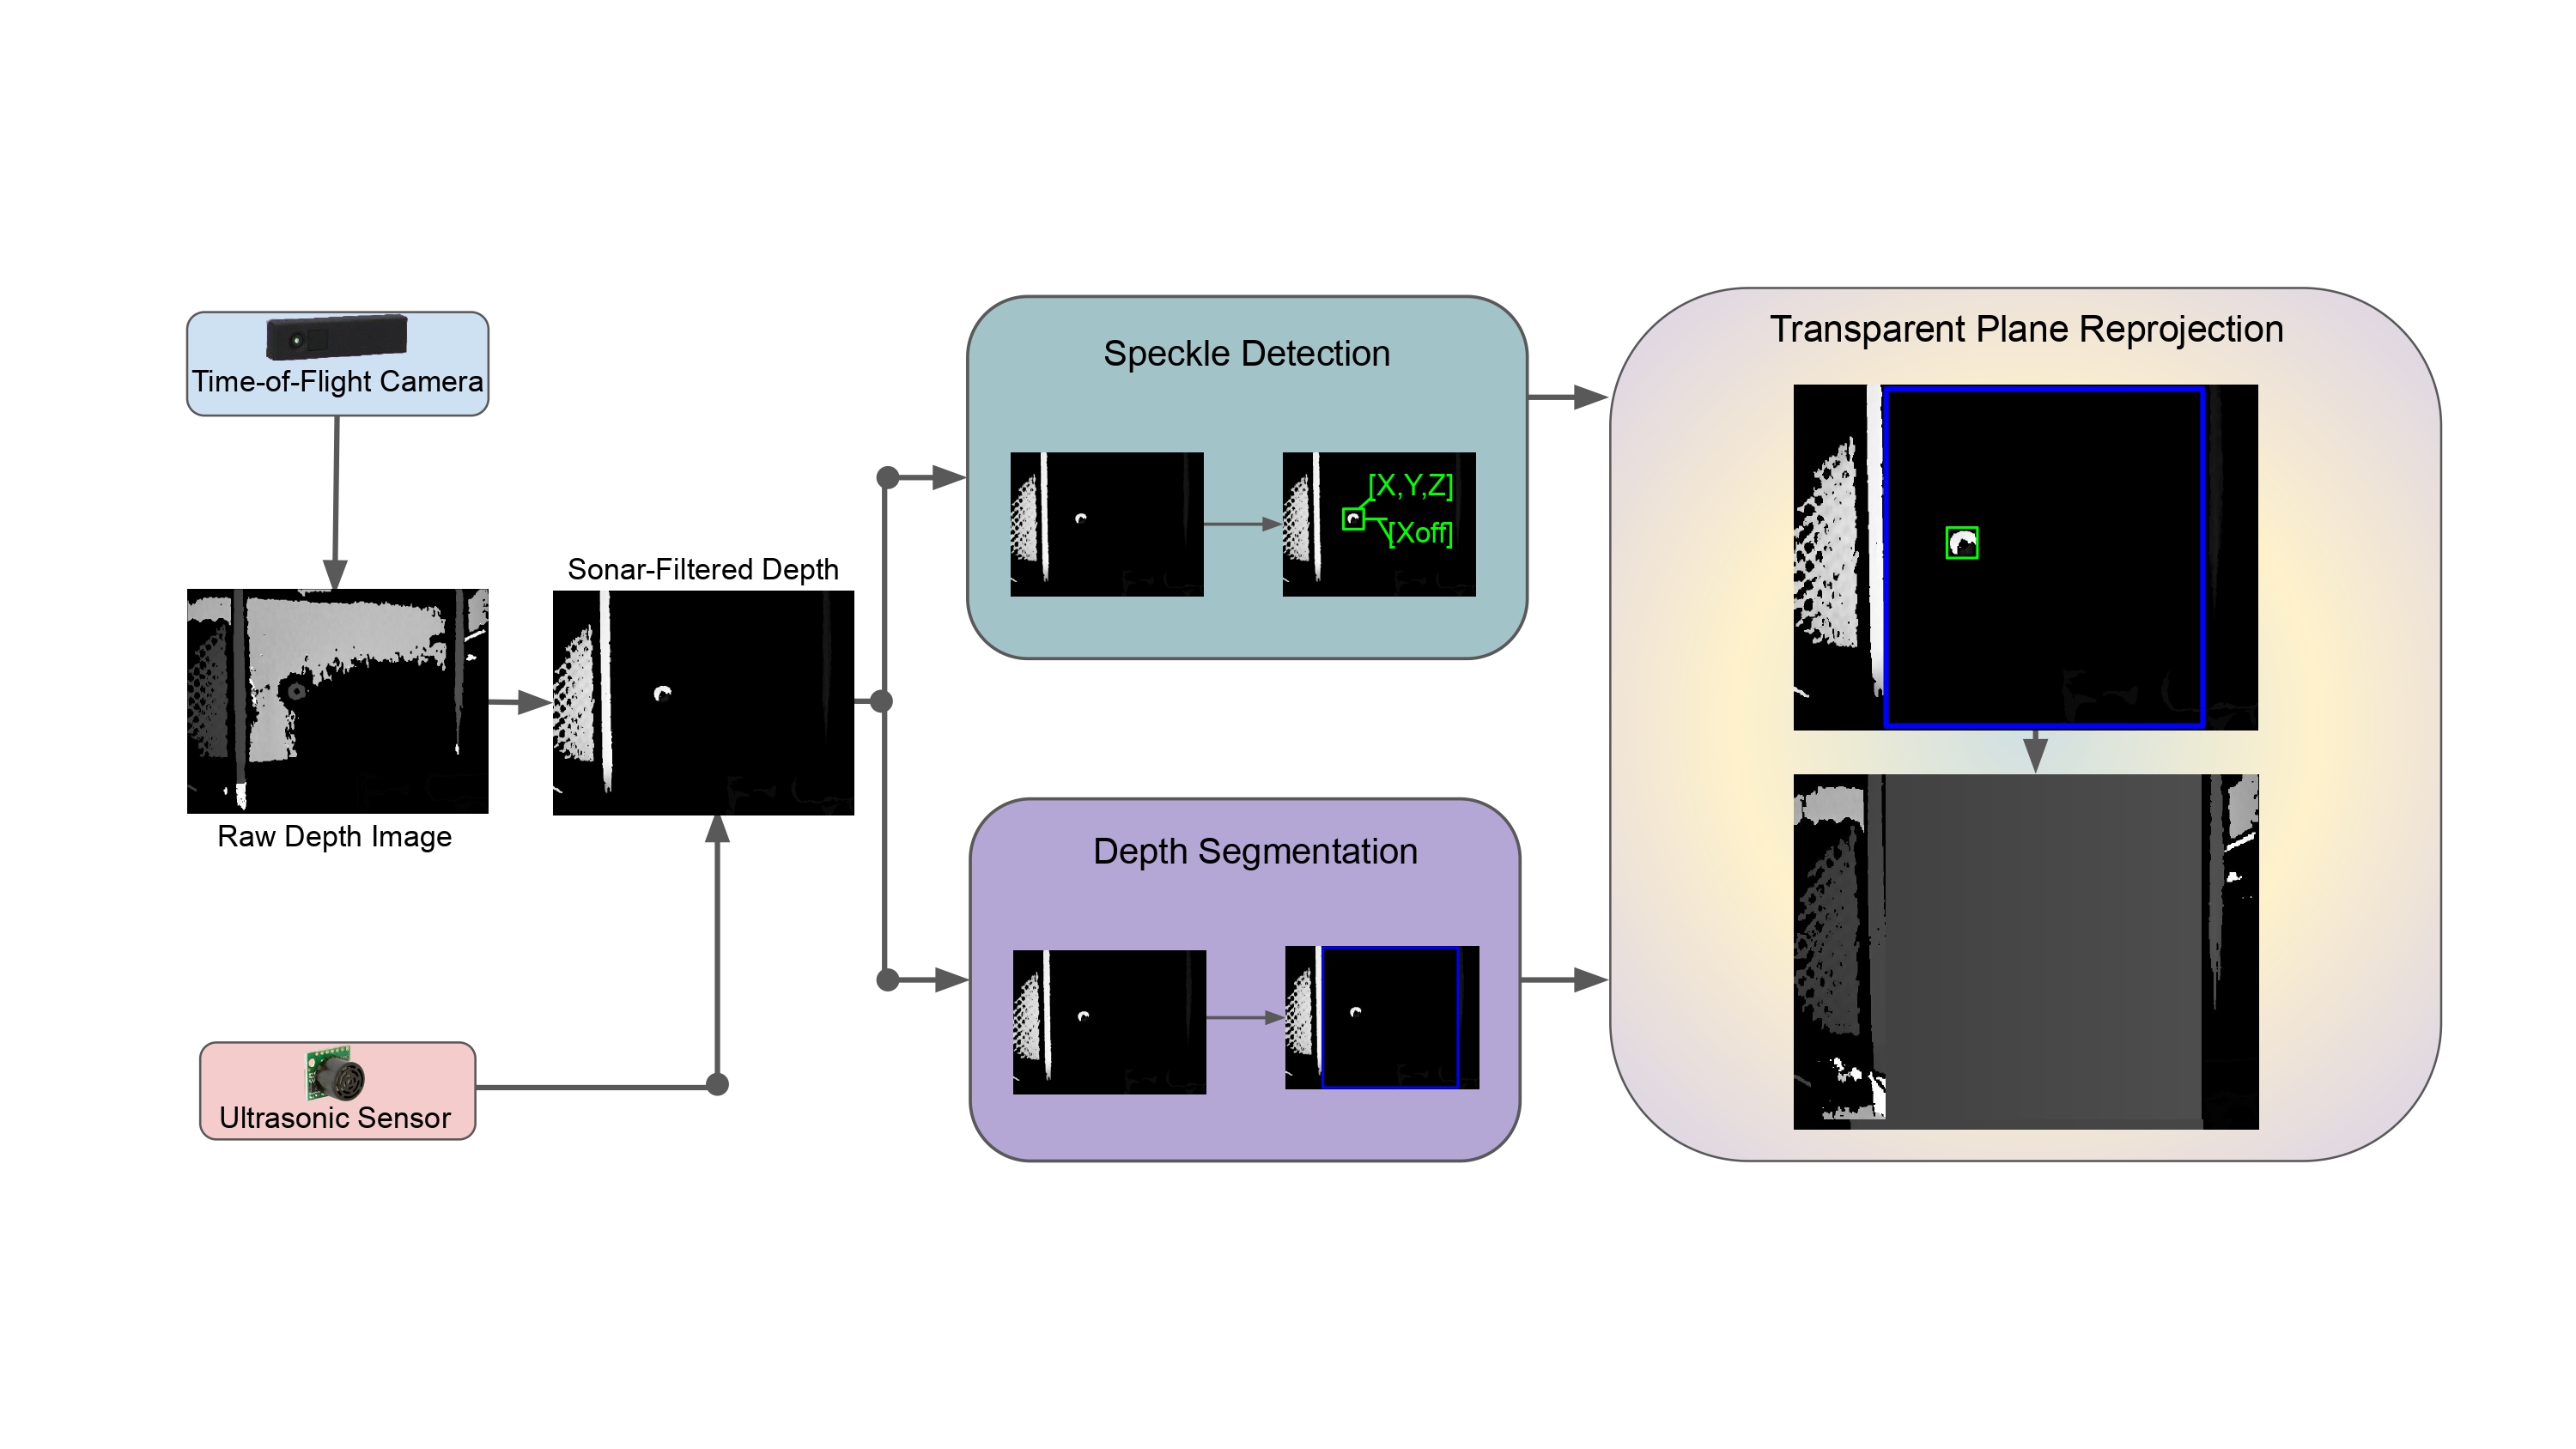 Time-of-Flight Camera
Raw Depth Image
Sonar-Filtered Depth
Ultrasonic Sensor
Speckle Detection
[X,Y,Z]
[Xoff]
Depth Segmentation
Transparent Plane Reprojection